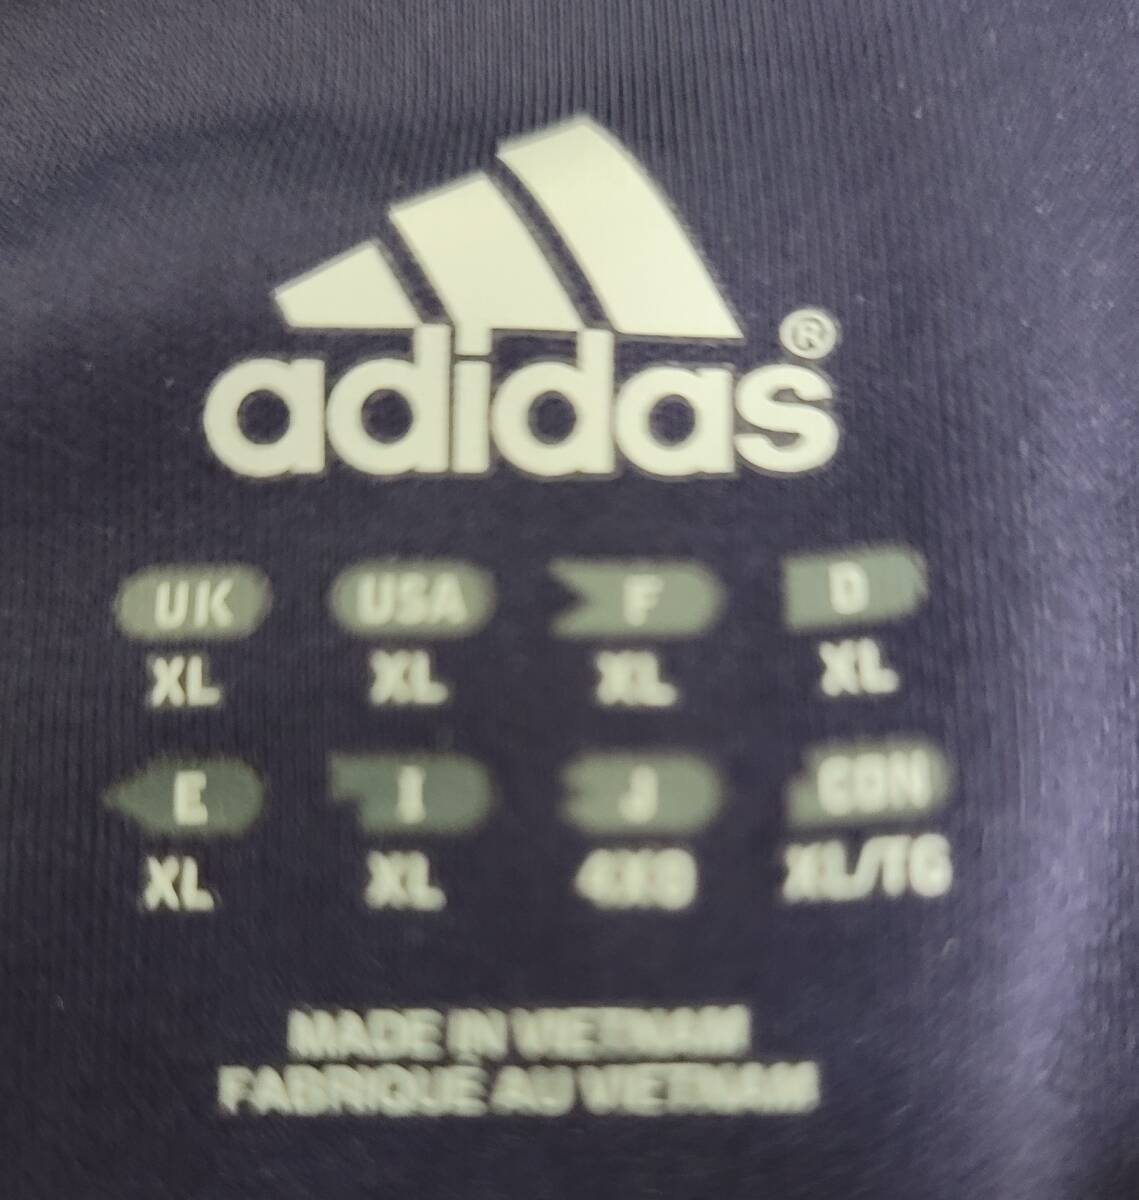 adidas®
UK USA F D
XL XL XL XL
E I J CDN
XL XL 4XO XL/TG
MADE IN VIETNAM
FABRIQUE AU VIETNAM